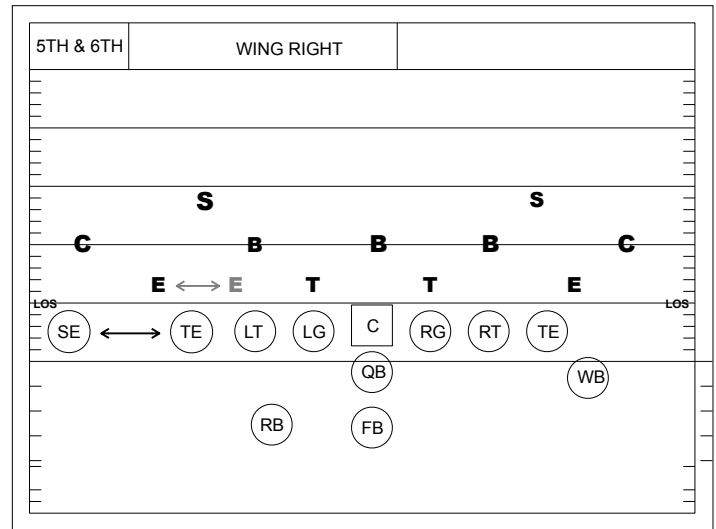 5TH & 6TH WING RIGHT
S S
C B B B C
E E T T E
LOS LOS
SE TE LT LG C RG RT TE
QB WB
RB FB